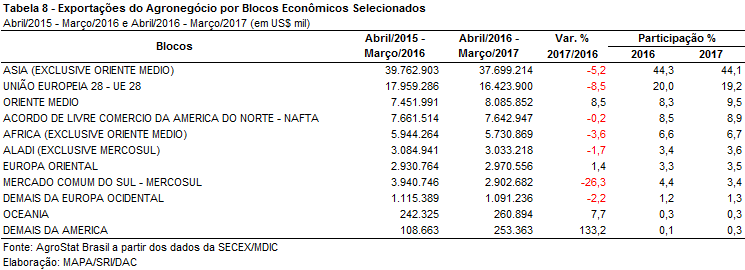 Tabela 8 - Exportações do Agronegócio por Blocos Econômicos Selecionados
Abril/2015 - Março/2016 e Abril/2016 - Março/2017 (em US$ mil)
Blocos Abril/2015 - Março/2016 Abril/2016 - Março/2017 Var. % 2017/2016 Participação % 2016 2017
ASIA (EXCLUSIVE ORIENTE MEDIO) 39.762.903 37.699.214 -5,2 44,3 44,1
UNIÃO EUROPEIA 28 - UE 28 17.959.286 16.423.900 -8,5 20,0 19,2
ORIENTE MEDIO 7.451.991 8.085.852 8,5 8,3 9,5
ACORDO DE LIVRE COMERCIO DA AMERICA DO NORTE - NAFTA 7.661.514 7.642.947 -0,2 8,5 8,9
AFRICA (EXCLUSIVE ORIENTE MEDIO) 5.944.264 5.730.869 -3,6 6,6 6,7
ALADI (EXCLUSIVE MERCOSUL) 3.084.941 3.033.218 -1,7 3,4 3,6
EUROPA ORIENTAL 2.930.764 2.970.556 1,4 3,3 3,5
MERCADO COMUM DO SUL - MERCOSUL 3.940.746 2.902.682 -26,3 4,4 3,4
DEMAIS DA EUROPA OCIDENTAL 1.115.389 1.091.236 -2,2 1,2 1,3
OCEANIA 242.325 260.894 7,7 0,3 0,3
DEMAIS DA AMERICA 108.663 253.363 133,2 0,1 0,3
Fonte: AgroStat Brasil a partir dos dados da SECEX/MDIC
Elaboração: MAPA/SRI/DAC